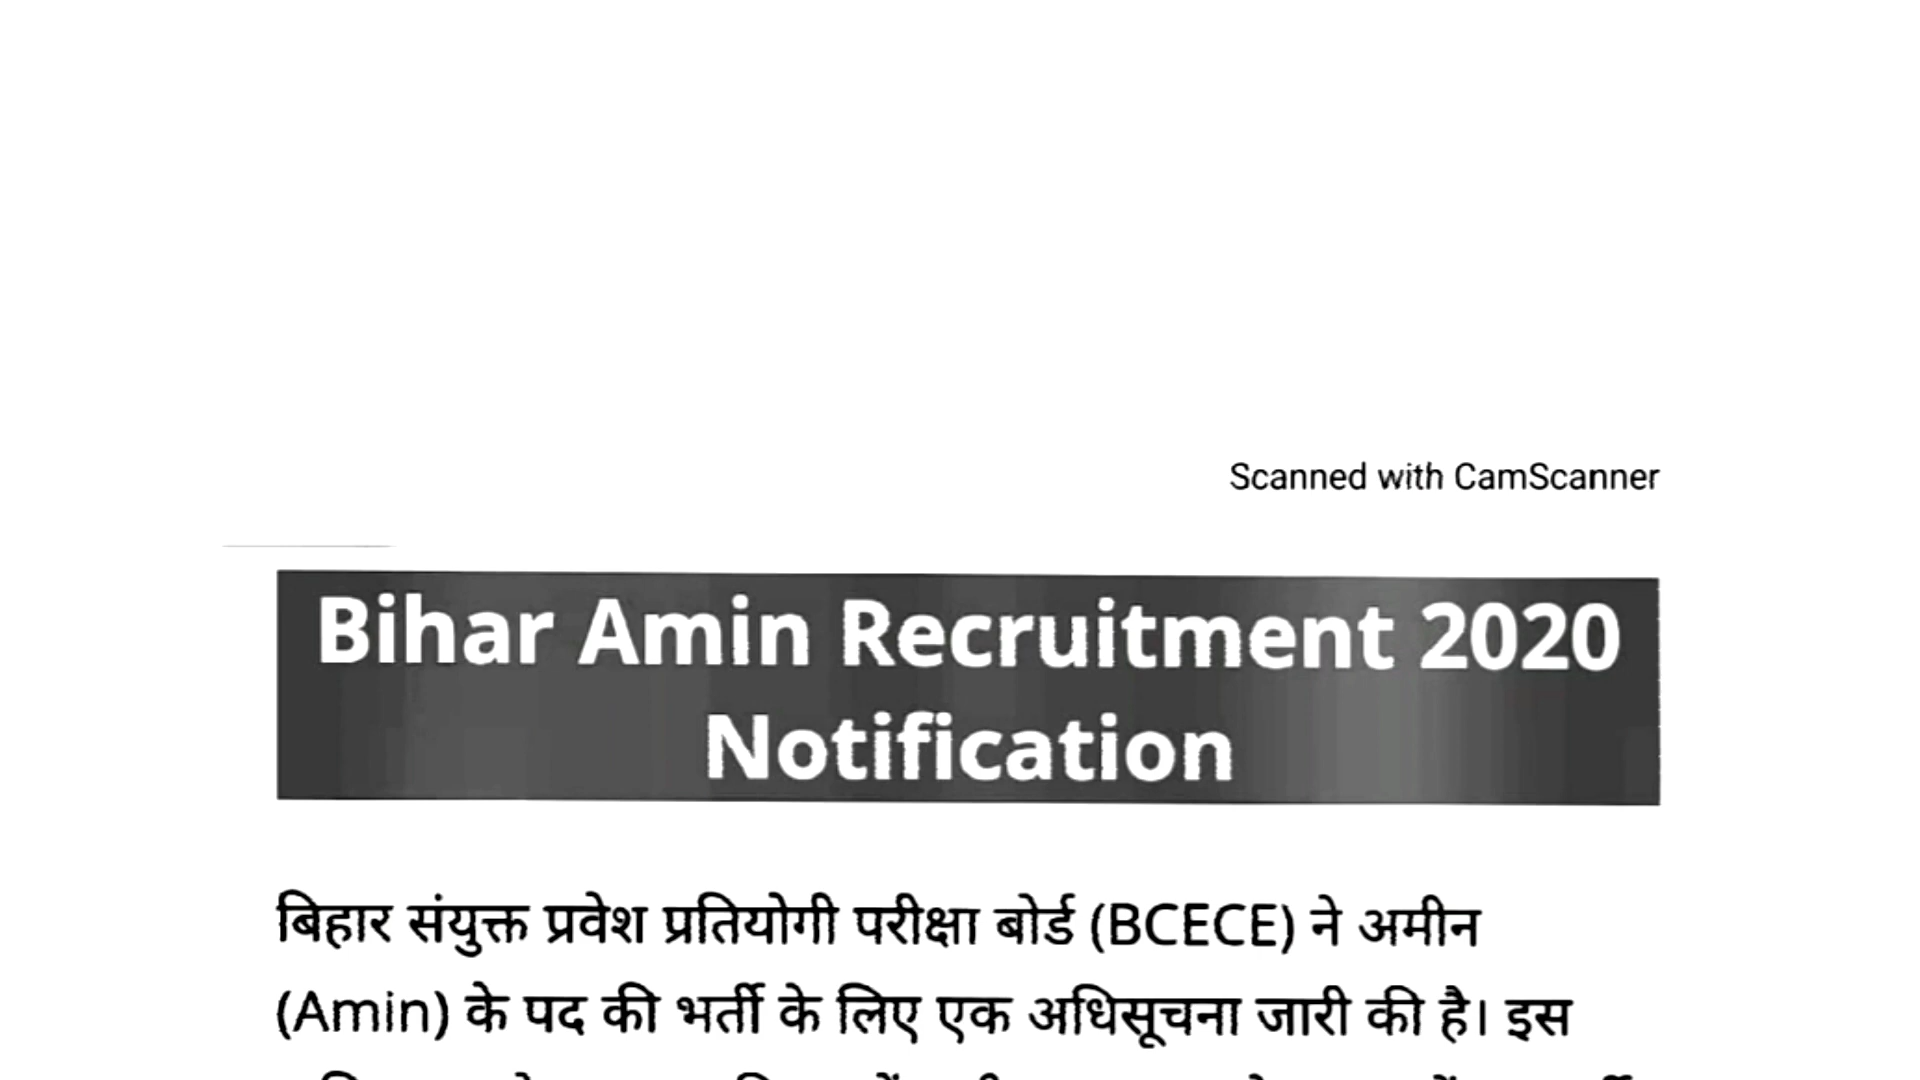 Scanned with CamScanner
Bihar Amin Recruitment 2020
Notification
बिहार संयुक्त प्रवेश प्रतियोगी परीक्षा बोर्ड (BCECE) ने अमीन
(Amin) के पद की भर्ती के लिए एक अधिसूचना जारी की है। इस